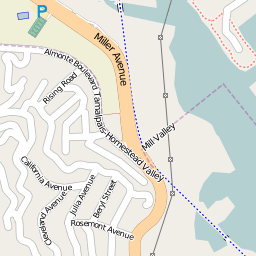 P
Miller Avenue
Almonte Boulevard
Tamalpais-Homestead Valley
Rising Road
Mill Valley
California Avenue
Cleveland Avenue
Julia Avenue
Beryl Street
Rosemont Avenue